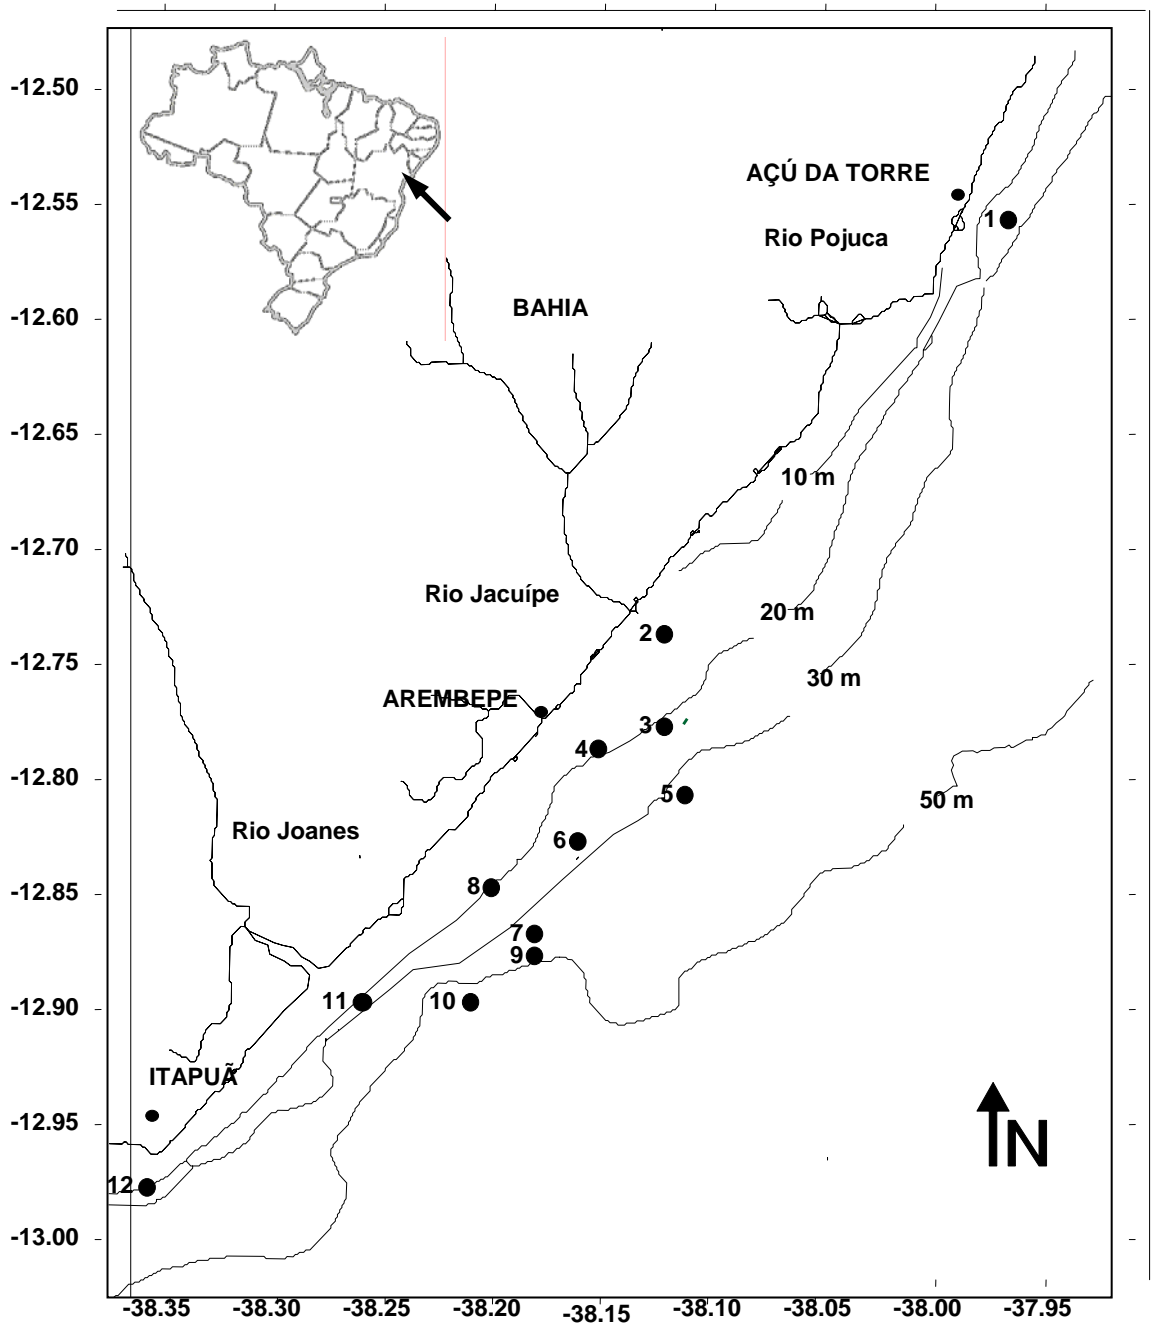 -12.50
AÇÚ DA TORRE
-12.55
1
Rio Pojuca
BAHIA
-12.60
-12.65
10 m
-12.70
Rio Jacuípe
20 m
2
-12.75
30 m
AREMBEPE
3
4
-12.80
5
50 m
Rio Joanes
6
-12.85
8
7
9
-12.90
11
10
ITAPUÃ
-12.95
N
12
-13.00
-38.35 -38.30 -38.25 -38.20 -38.15 -38.10 -38.05 -38.00 -37.95